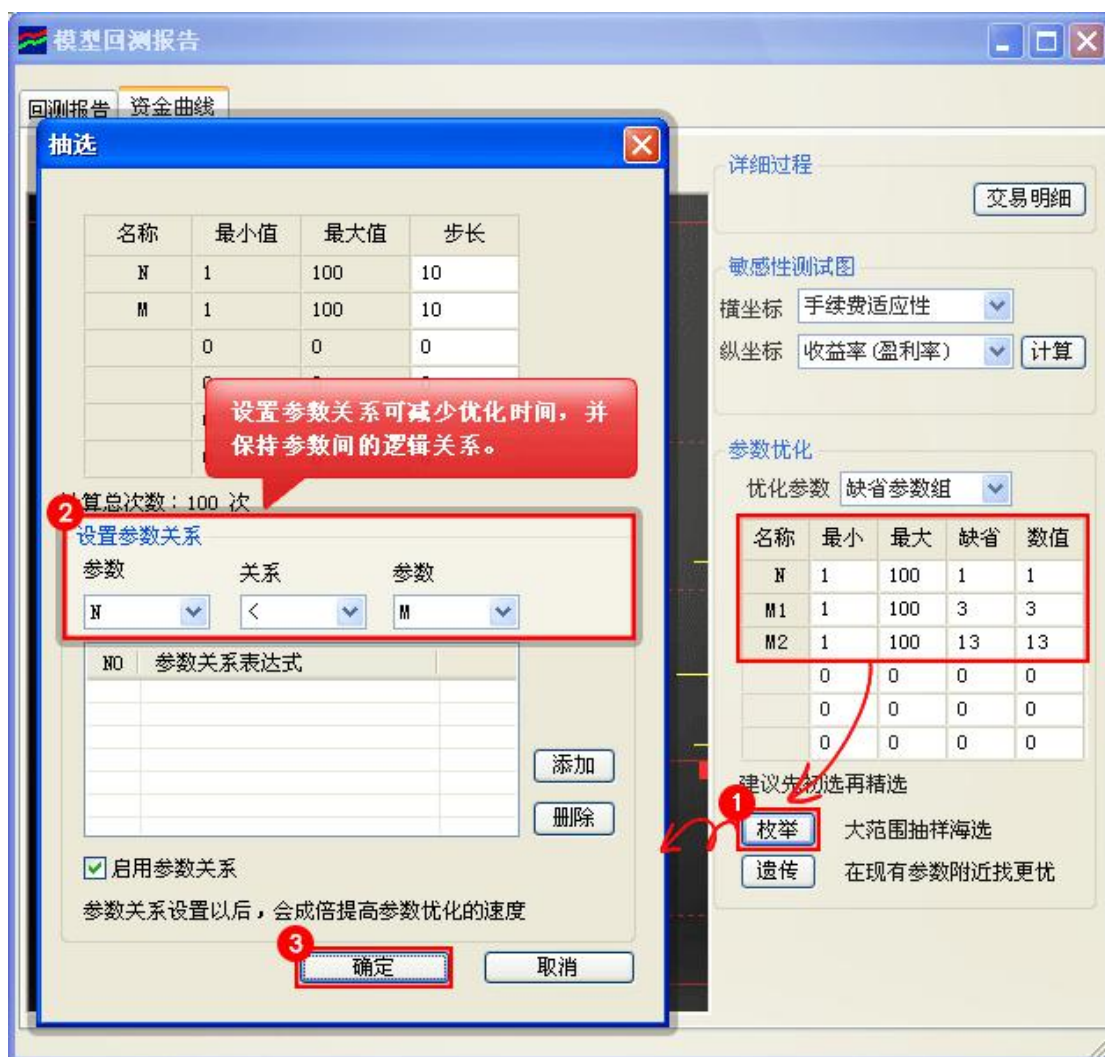 模型回测报告
回测报告 资金曲线
抽选
名称 最小值 最大值 步长
N 1 100 10
M 1 100 10
0 0 0
设置参数关系可减少优化时间，并
保持参数间的逻辑关系。
算总次数：100 次
2
设置参数关系
参数 关系 参数
N < M
NO 参数关系表达式
添加
删除
启用参数关系
参数关系设置以后，会成倍提高参数优化的速度
3
确定 取消
详细过程
交易明细
敏感性测试图
横坐标 手续费适应性
纵坐标 收益率(盈利率) 计算
参数优化
优化参数 缺省参数组
名称 最小 最大 缺省 数值
N 1 100 1 1
M1 1 100 3 3
M2 1 100 13 13
0 0 0 0
0 0 0 0
0 0 0 0
建议先初选再精选
1
枚举 大范围抽样海选
遗传 在现有参数附近找更优